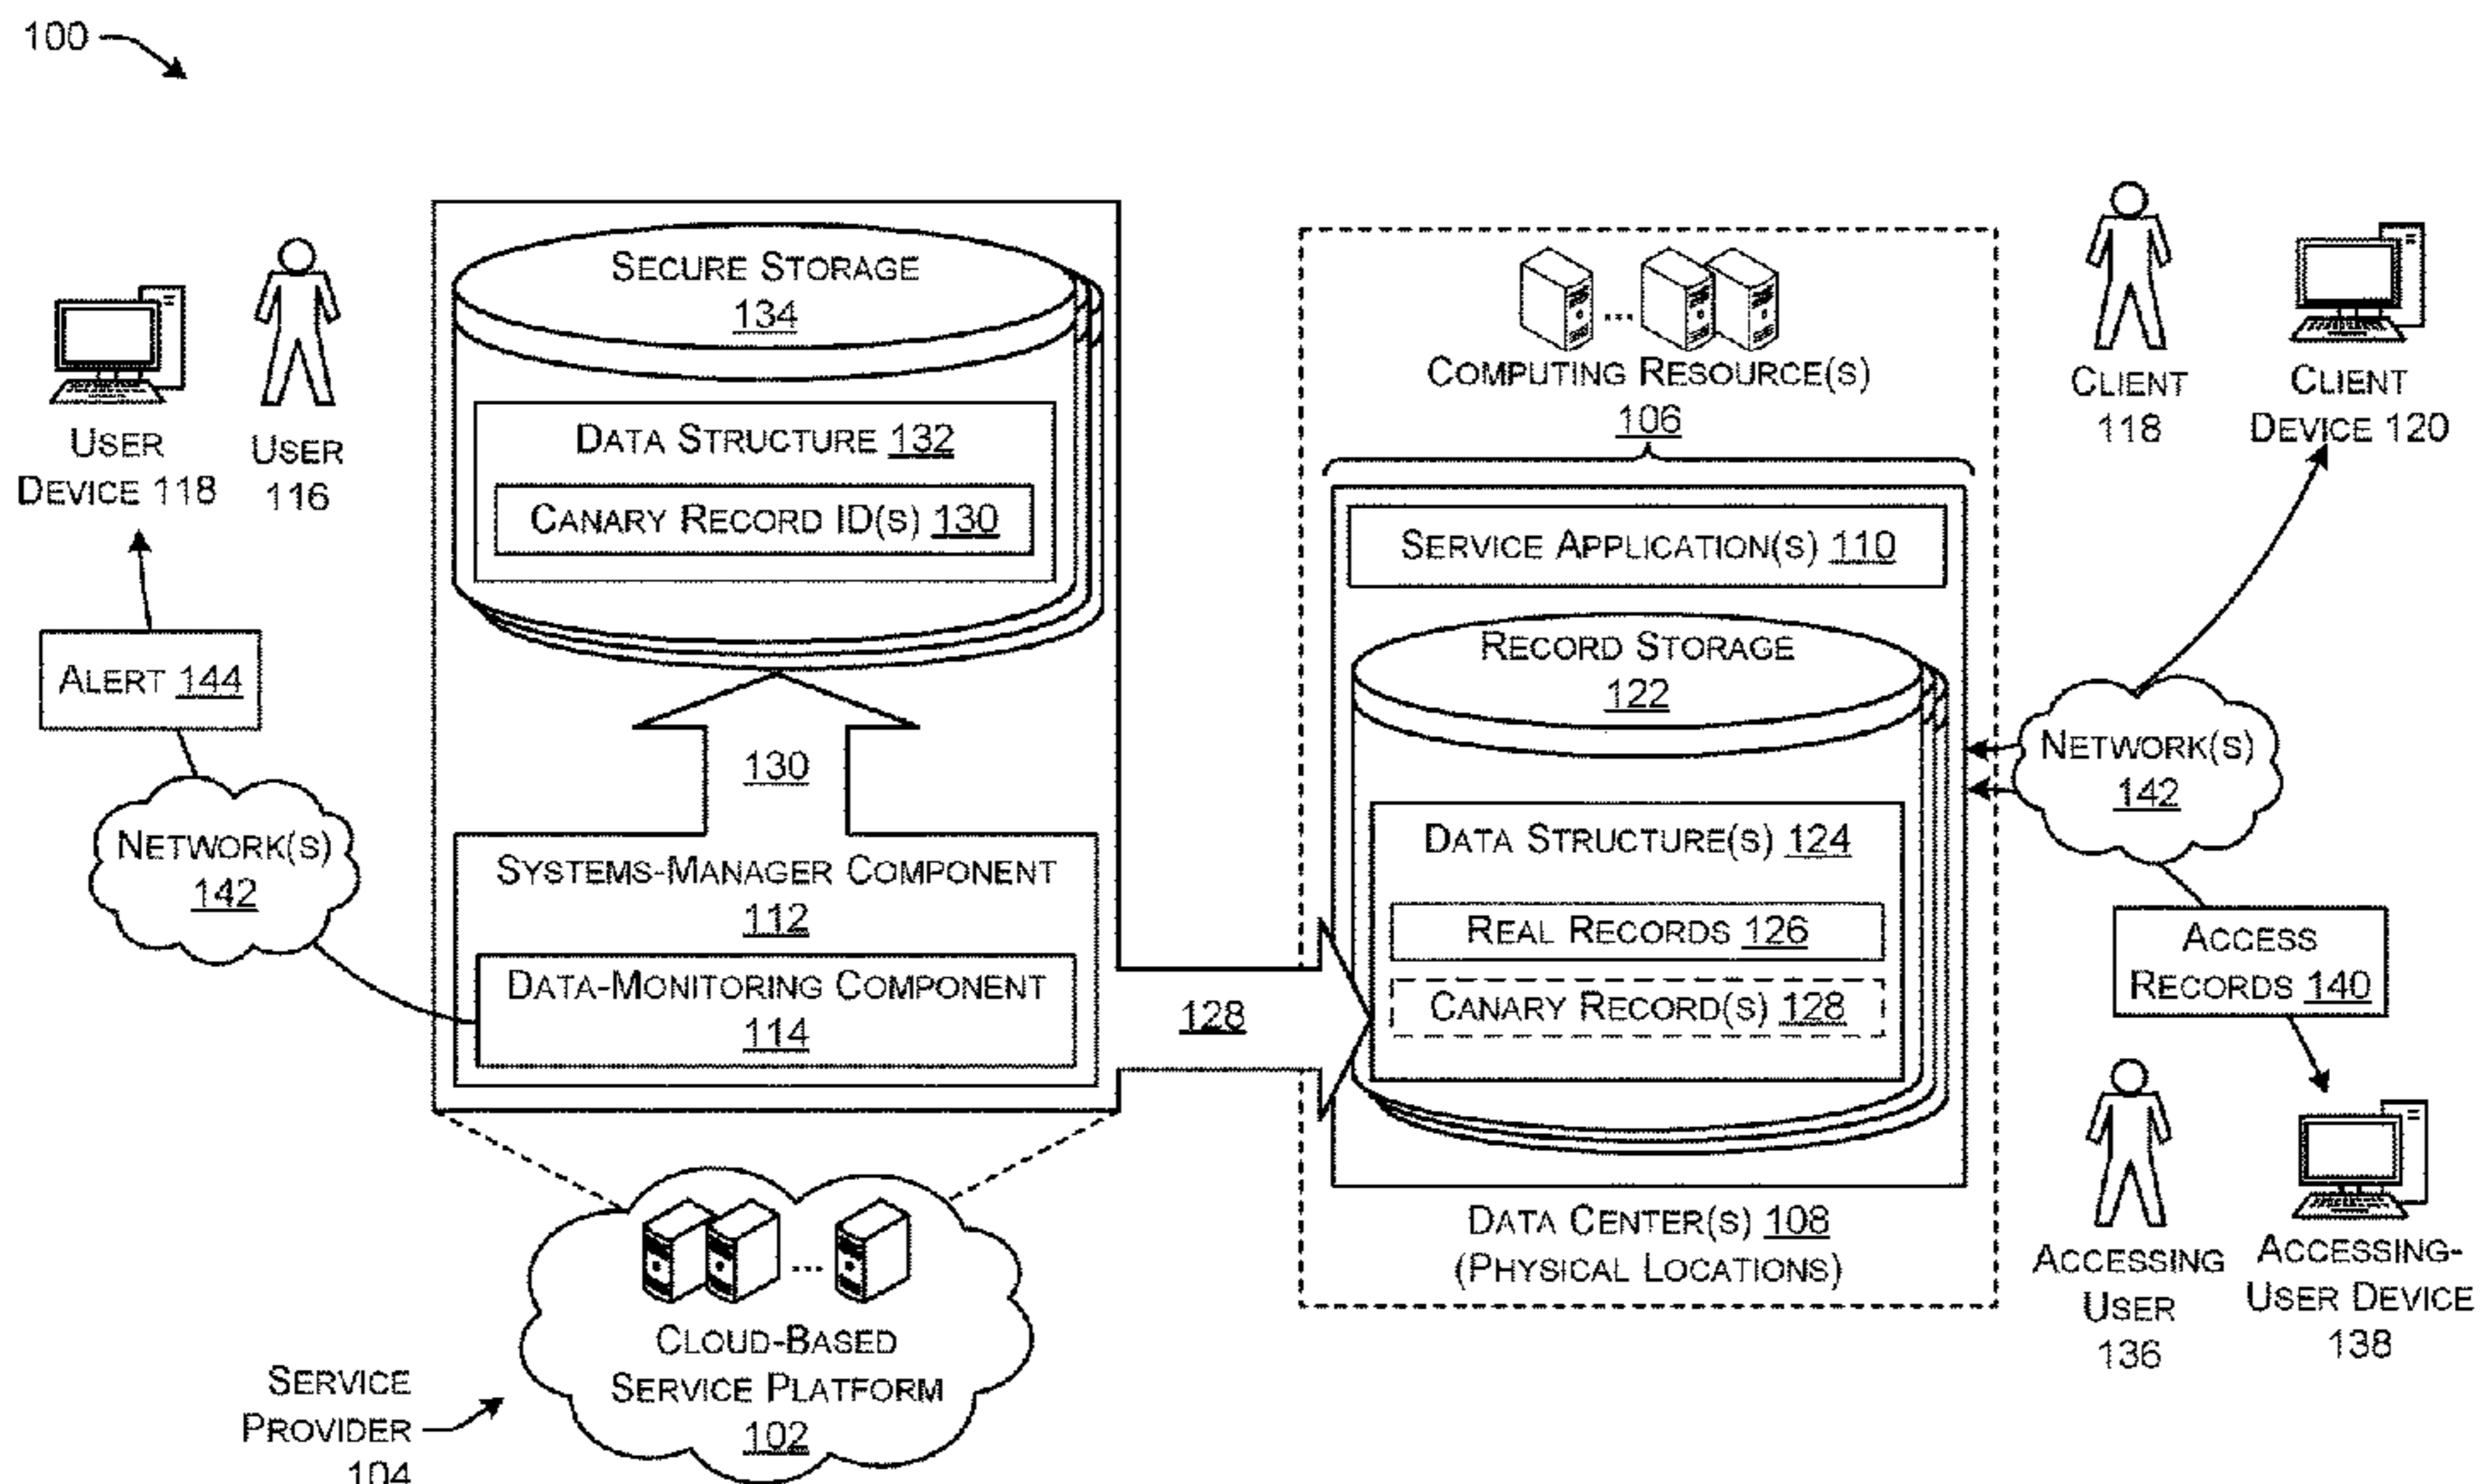 100
SECURE STORAGE
134
DATA STRUCTURE 132
CANARY RECORD ID(S) 130
USER
DEVICE 118
USER
116
ALERT 144
NETWORK(S)
142
130
SYSTEMS-MANAGER COMPONENT
112
DATA-MONITORING COMPONENT
114
128
CLOUD-BASED
SERVICE PLATFORM
102
SERVICE
PROVIDER
104
...
...
COMPUTING RESOURCE(S)
106
SERVICE APPLICATION(S) 110
RECORD STORAGE
122
DATA STRUCTURE(S) 124
REAL RECORDS 126
CANARY RECORD(S) 128
DATA CENTER(S) 108
(PHYSICAL LOCATIONS)
CLIENT
118
CLIENT
DEVICE 120
NETWORK(S)
142
ACCESS
RECORDS 140
ACCESSING
USER
136
ACCESSING-
USER DEVICE
138